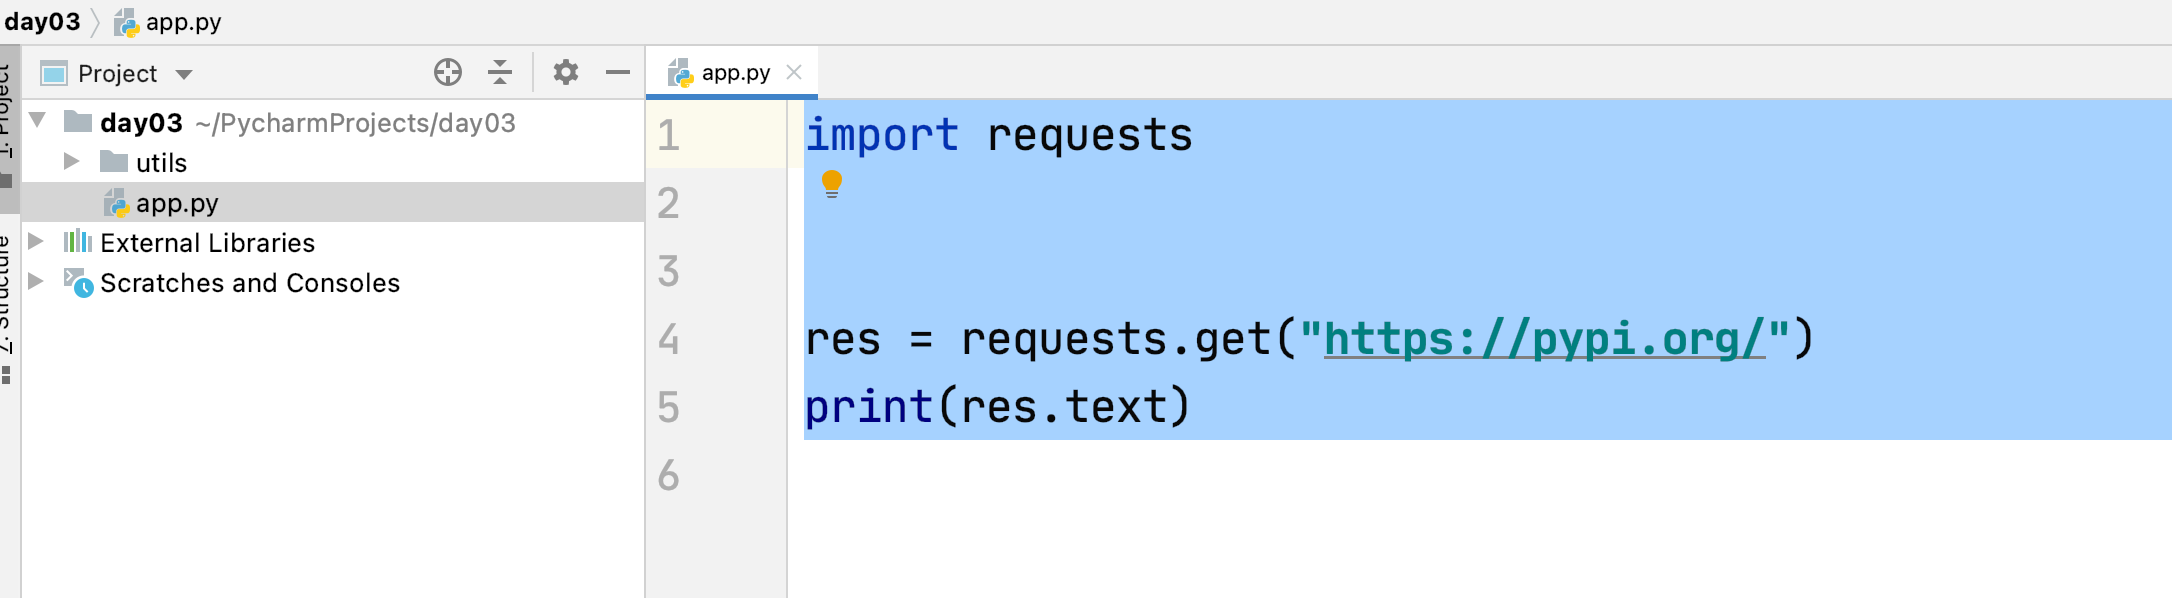 day03 app.py
1: Project
Project
day03 ~/PycharmProjects/day03
utils
app.py
External Libraries
Scratches and Consoles
7: Structure
app.py
1 import requests
2
3
4 res = requests.get("https://pypi.org/")
5 print(res.text)
6